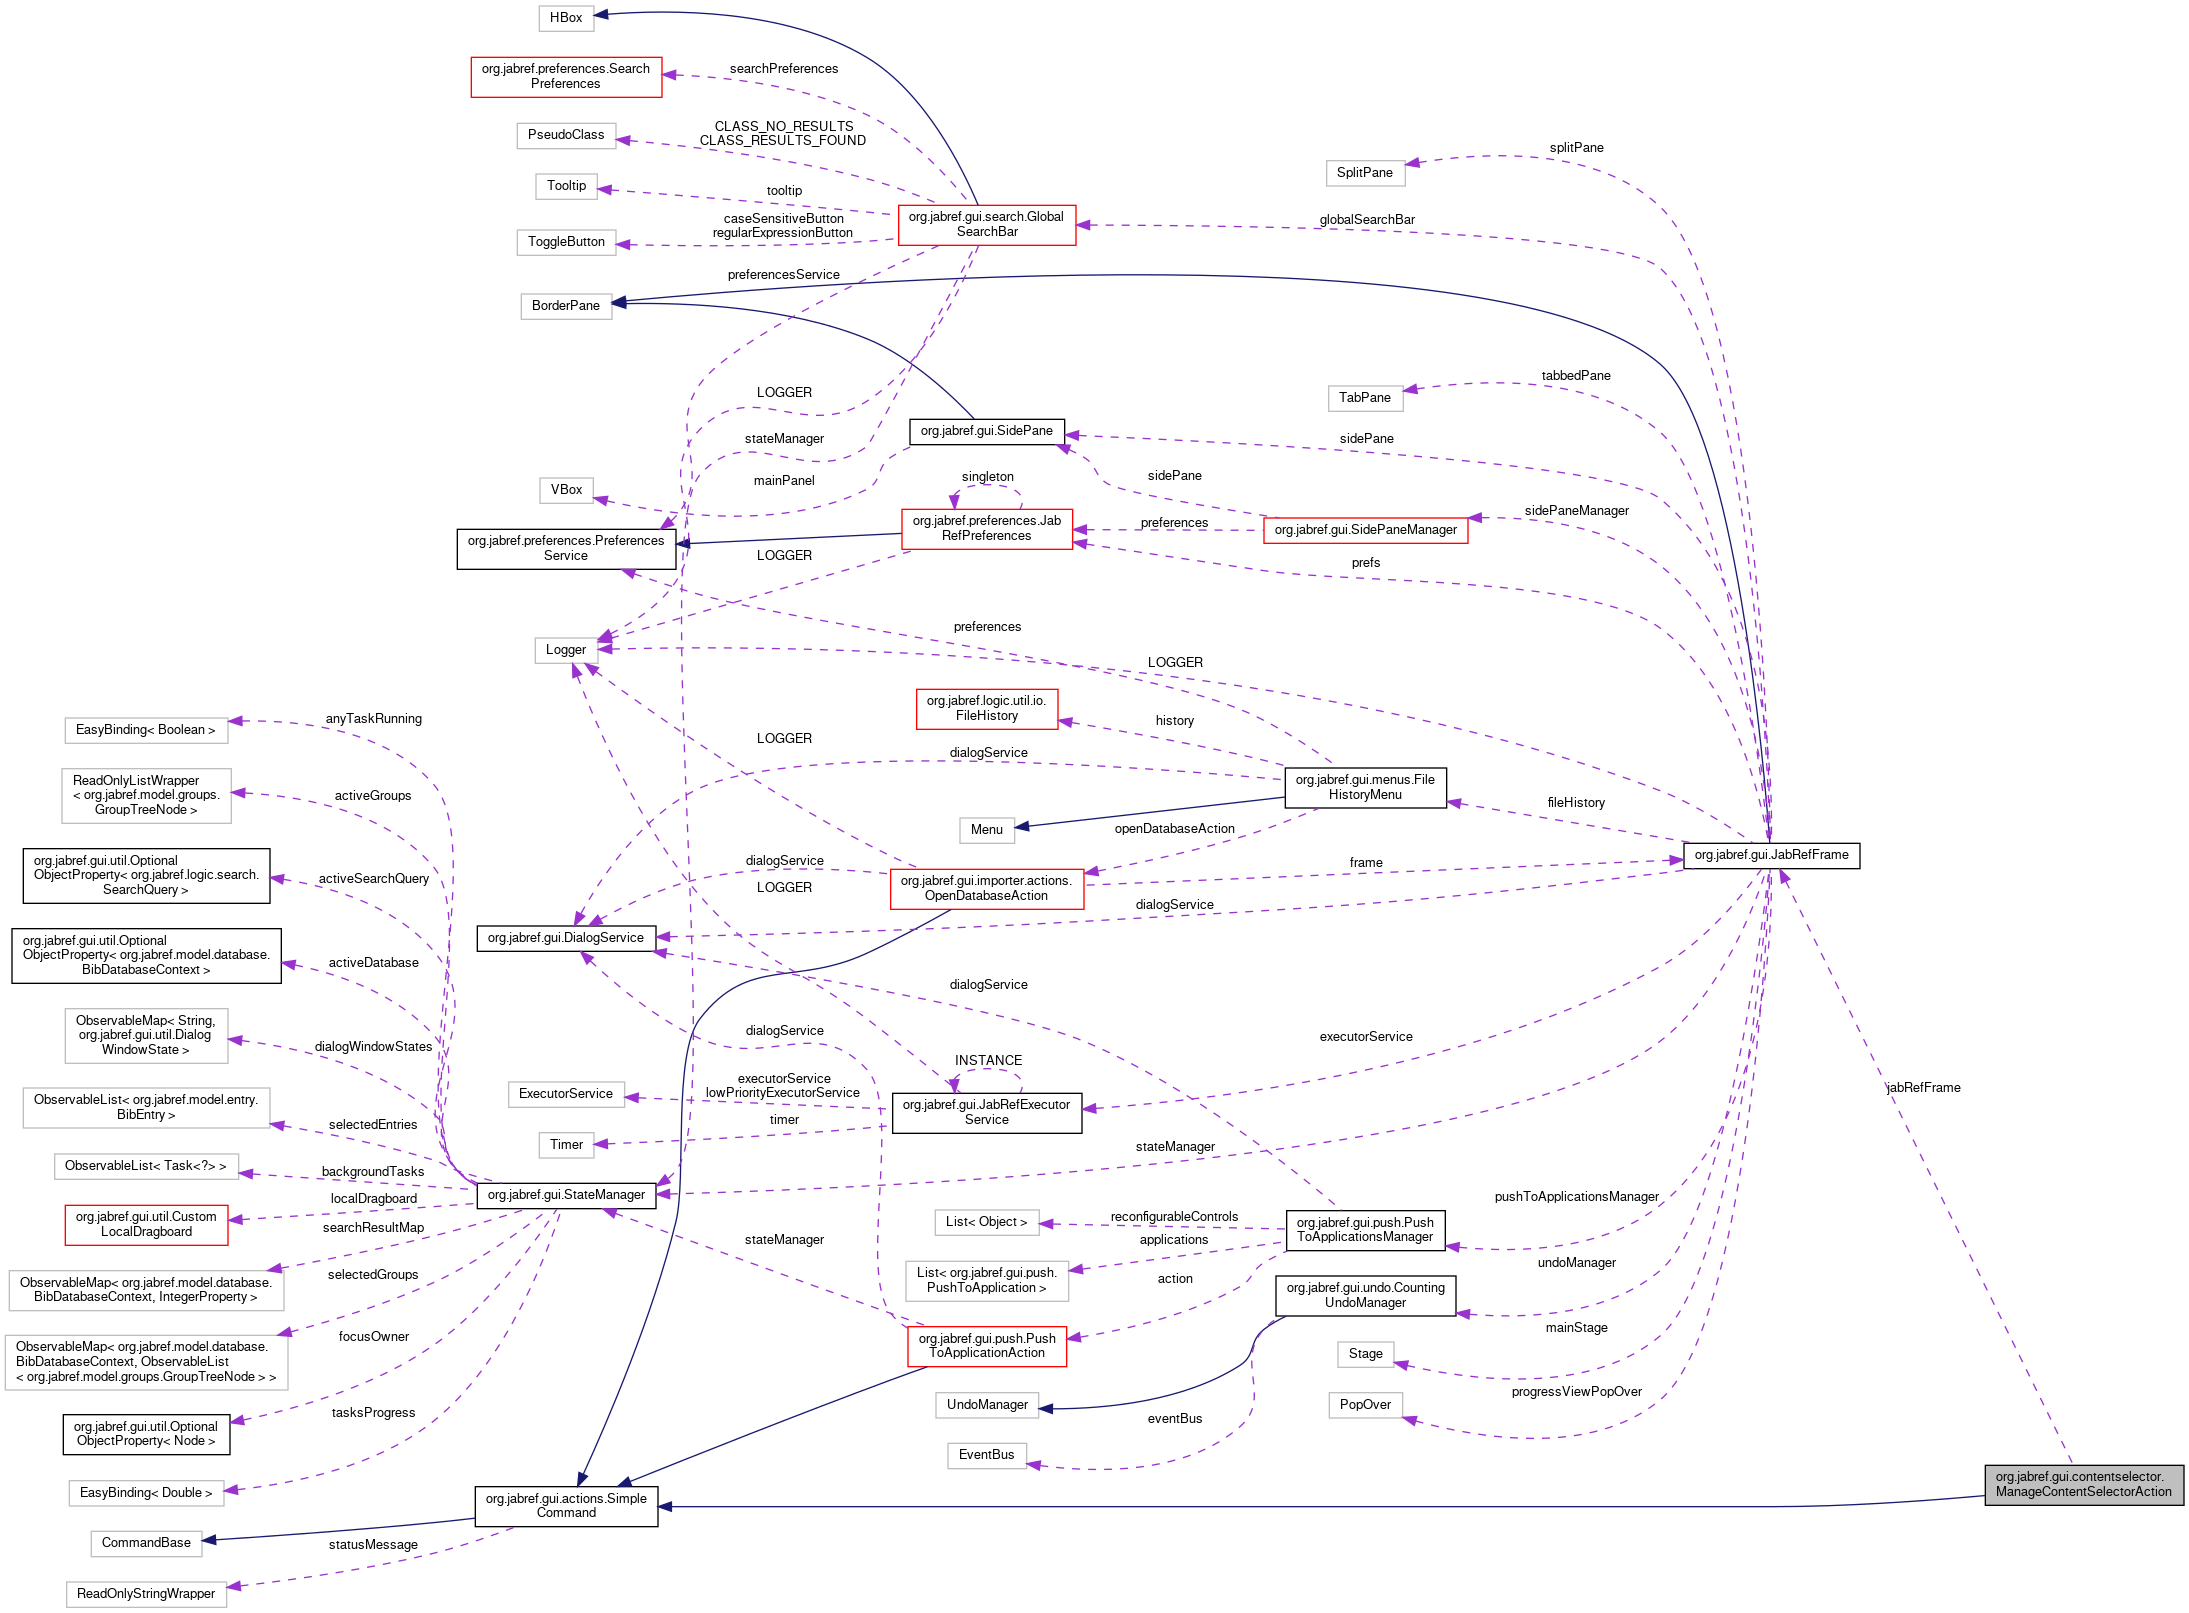 HBox
org.jabref.preferences.Search
Preferences
searchPreferences
PseudoClass
CLASS_NO_RESULTS
CLASS_RESULTS_FOUND
splitPane
SplitPane
Tooltip
tooltip
org.jabref.gui.search.Global
SearchBar
globalSearchBar
caseSensitiveButton
regularExpressionButton
ToggleButton
preferencesService
BorderPane
tabbedPane
TabPane
LOGGER
org.jabref.gui.SidePane
stateManager
sidePane
singleton
sidePane
mainPanel
VBox
org.jabref.preferences.Jab
RefPreferences
preferences
org.jabref.gui.SidePaneManager
sidePaneManager
org.jabref.preferences.Preferences
Service
LOGGER
prefs
preferences
Logger
LOGGER
org.jabref.logic.util.io.
FileHistory
history
anyTaskRunning
EasyBinding< Boolean >
LOGGER
dialogService
ReadOnlyListWrapper
< org.jabref.model.groups.
GroupTreeNode >
activeGroups
org.jabref.gui.menus.File
HistoryMenu
fileHistory
Menu
openDatabaseAction
org.jabref.gui.JabRefFrame
org.jabref.gui.util.Optional
ObjectProperty< org.jabref.logic.search.
SearchQuery >
activeSearchQuery
dialogService
LOGGER
org.jabref.gui.importer.actions.
OpenDatabaseAction
frame
dialogService
org.jabref.gui.DialogService
org.jabref.gui.util.Optional
ObjectProperty< org.jabref.model.database.
BibDatabaseContext >
activeDatabase
dialogService
ObservableMap< String,
org.jabref.gui.util.Dialog
WindowState >
dialogWindowStates
dialogService
executorService
INSTANCE
ObservableList< org.jabref.model.entry.
BibEntry >
selectedEntries
ExecutorService
executorService
lowPriorityExecutorService
org.jabref.gui.JabRefExecutor
Service
jabRefFrame
Timer
timer
stateManager
ObservableList< Task<?> >
backgroundTasks
org.jabref.gui.StateManager
localDragboard
org.jabref.gui.util.Custom
LocalDragboard
searchResultMap
pushToApplicationsManager
List< Object >
reconfigurableControls
org.jabref.gui.push.Push
ToApplicationsManager
stateManager
applications
List< org.jabref.gui.push.
PushToApplication >
action
undoManager
ObservableMap< org.jabref.model.database.
BibDatabaseContext, IntegerProperty >
selectedGroups
org.jabref.gui.undo.Counting
UndoManager
ObservableMap< org.jabref.model.database.
BibDatabaseContext, ObservableList
< org.jabref.model.groups.GroupTreeNode > >
focusOwner
org.jabref.gui.push.Push
ToApplicationAction
mainStage
Stage
progressViewPopOver
PopOver
UndoManager
eventBus
EventBus
org.jabref.gui.util.Optional
ObjectProperty< Node >
tasksProgress
EasyBinding< Double >
org.jabref.gui.actions.Simple
Command
org.jabref.gui.contentselector.
ManageContentSelectorAction
CommandBase
statusMessage
ReadOnlyStringWrapper